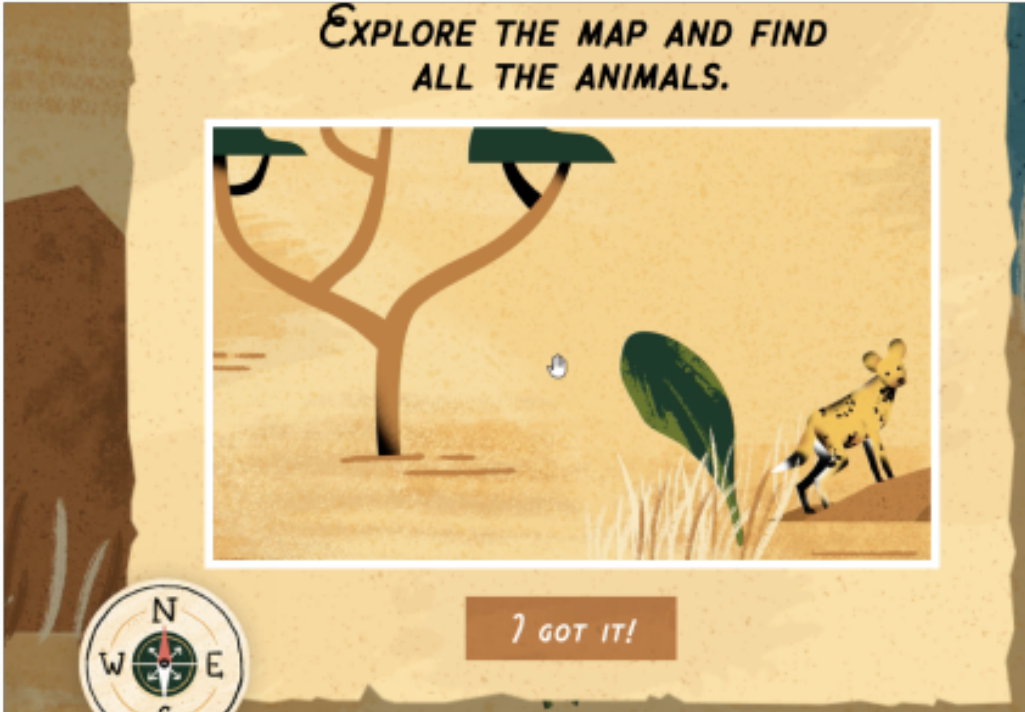 EXPLORE THE MAP AND FIND
ALL THE ANIMALS.
I GOT IT!
N
W E
S